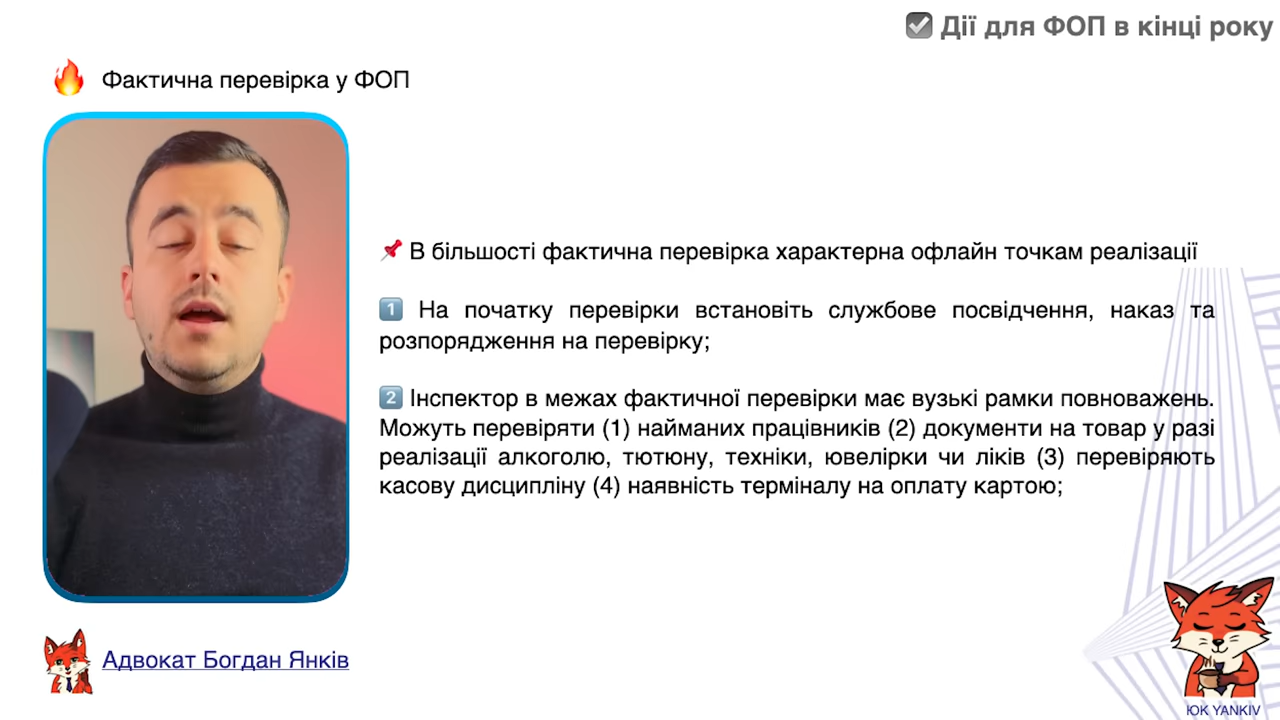 ☑ Дії для ФОП в кінці року
🔥 Фактична перевірка у ФОП
📌 В більшості фактична перевірка характерна офлайн точкам реалізації
1️⃣ На початку перевірки встановіть службове посвідчення, наказ та
розпорядження на перевірку;
2️⃣ Інспектор в межах фактичної перевірки має вузькі рамки повноважень.
Можуть перевіряти (1) найманих працівників (2) документи на товар у разі
реалізації алкоголю, тютюну, техніки, ювелірки чи ліків (3) перевіряють
касову дисципліну (4) наявність терміналу на оплату картою;
Адвокат Богдан Янків
ЮК YANKIV